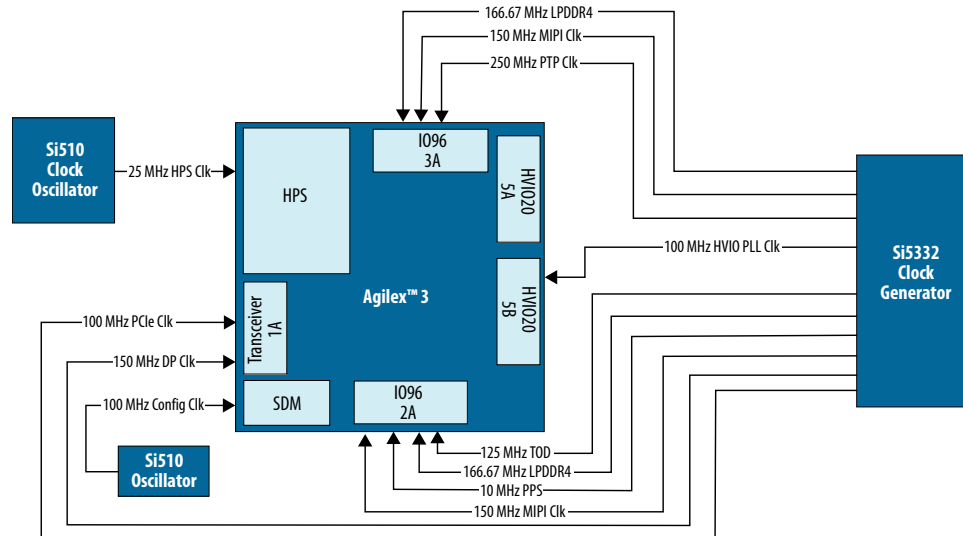 166.67 MHz LPDDR4
150 MHz MIPI Clk
250 MHz PTP Clk
Si510
Clock
Oscillator
25 MHz HPS Clk
HPS
IO96
3A
HVIO20
5A
100 MHz HVIO PLL Clk
Si5332
Clock
Generator
Agilex™ 3
HVIO20
5B
100 MHz PCIe Clk
Transceiver
1A
150 MHz DP Clk
100 MHz Config Clk
SDM
IO96
2A
Si510
Oscillator
125 MHz TOD
166.67 MHz LPDDR4
10 MHz PPS
150 MHz MIPI Clk